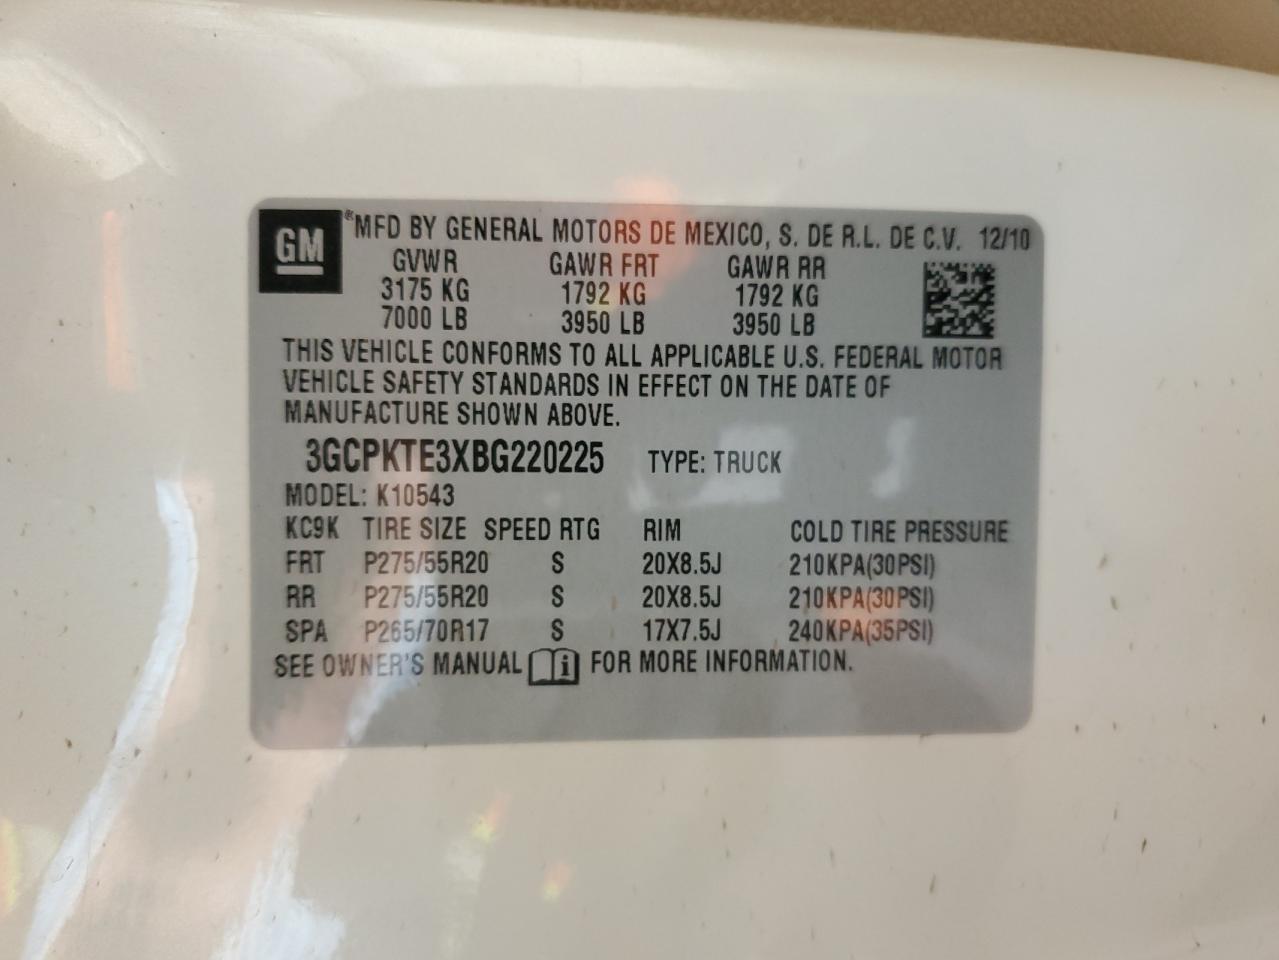 GM ®MFD BY GENERAL MOTORS DE MEXICO, S. DE R.L. DE C.V. 12/10
GVWR GAWR FRT GAWR RR
3175 KG 1792 KG 1792 KG
7000 LB 3950 LB 3950 LB
THIS VEHICLE CONFORMS TO ALL APPLICABLE U.S. FEDERAL MOTOR
VEHICLE SAFETY STANDARDS IN EFFECT ON THE DATE OF
MANUFACTURE SHOWN ABOVE.
3GCPKTE3XBG220225 TYPE: TRUCK
MODEL: K10543
KC9K TIRE SIZE SPEED RTG RIM COLD TIRE PRESSURE
FRT P275/55R20 S 20X8.5J 210KPA(30PSI)
RR P275/55R20 S 20X8.5J 210KPA(30PSI)
SPA P265/70R17 S 17X7.5J 240KPA(35PSI)
SEE OWNER'S MANUAL i FOR MORE INFORMATION.